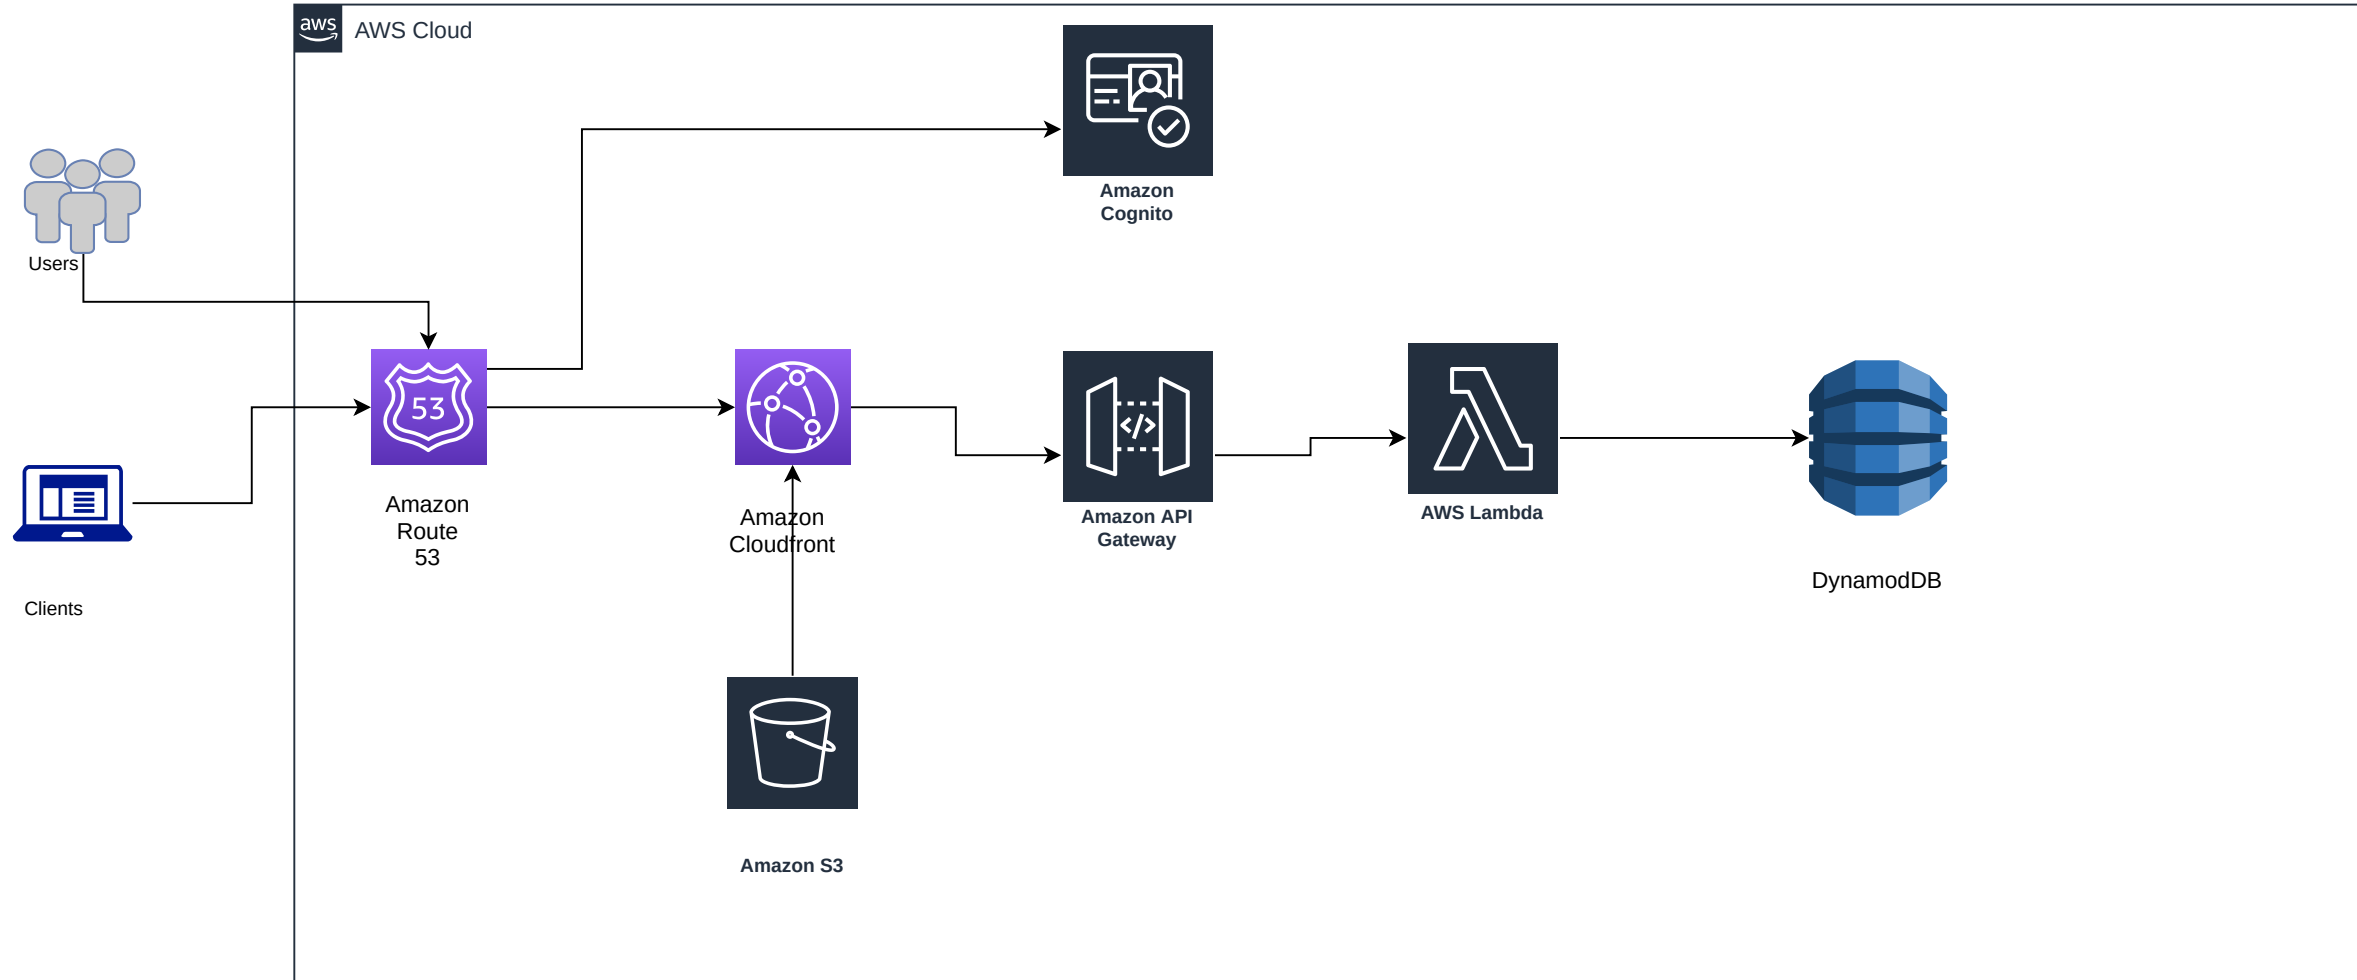 aws
AWS Cloud
Amazon
Cognito
Users
53
Amazon
Route
53
Amazon
Cloudfront
</>
Amazon API
Gateway
AWS Lambda
DynamodDB
Clients
Amazon S3